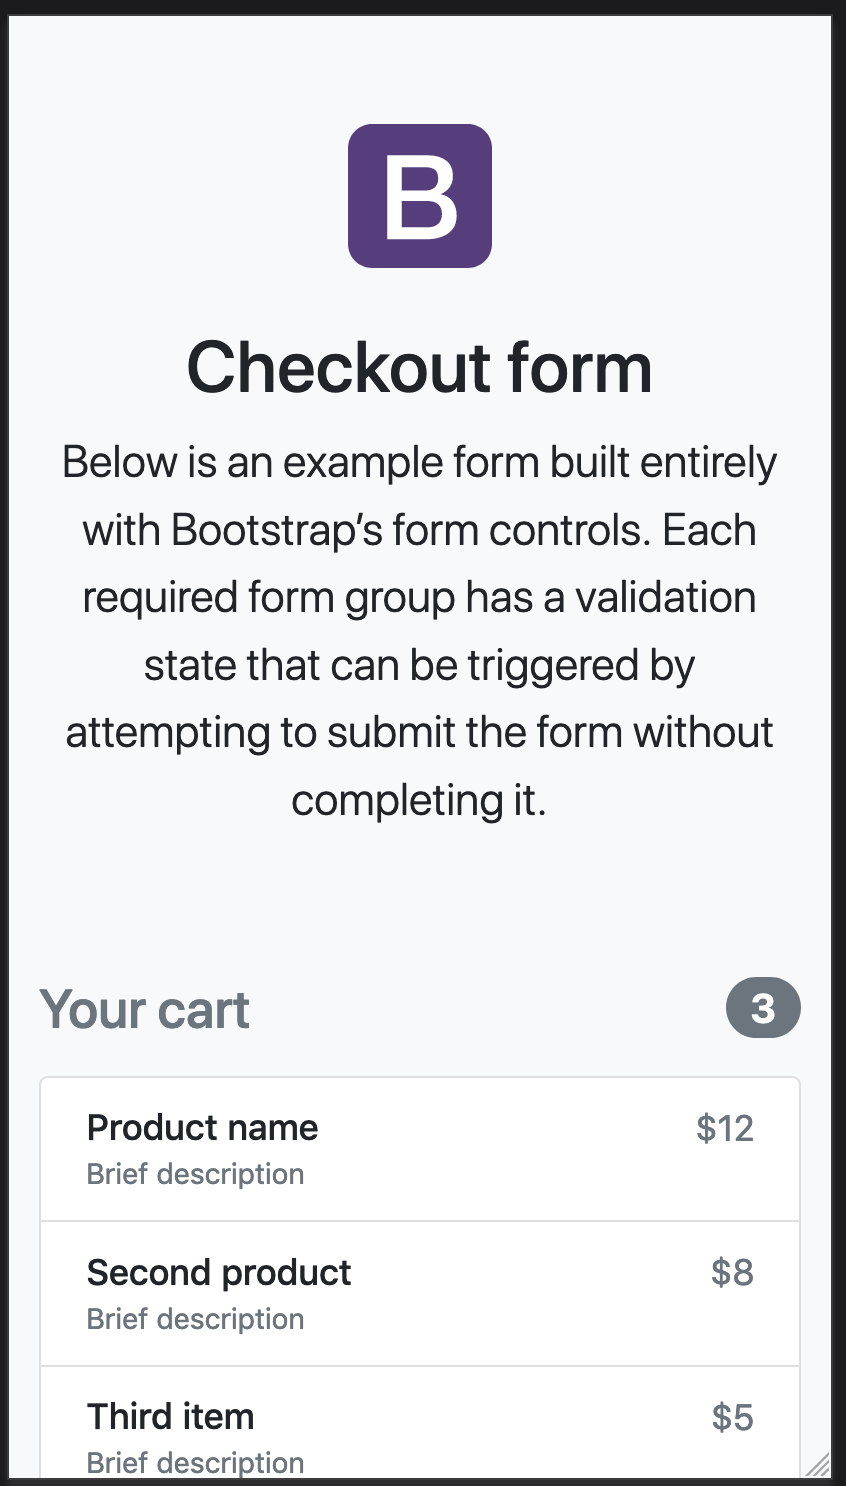 B
Checkout form
Below is an example form built entirely
with Bootstrap’s form controls. Each
required form group has a validation
state that can be triggered by
attempting to submit the form without
completing it.
Your cart
3
Product name
$12
Brief description
Second product
$8
Brief description
Third item
$5
Brief description